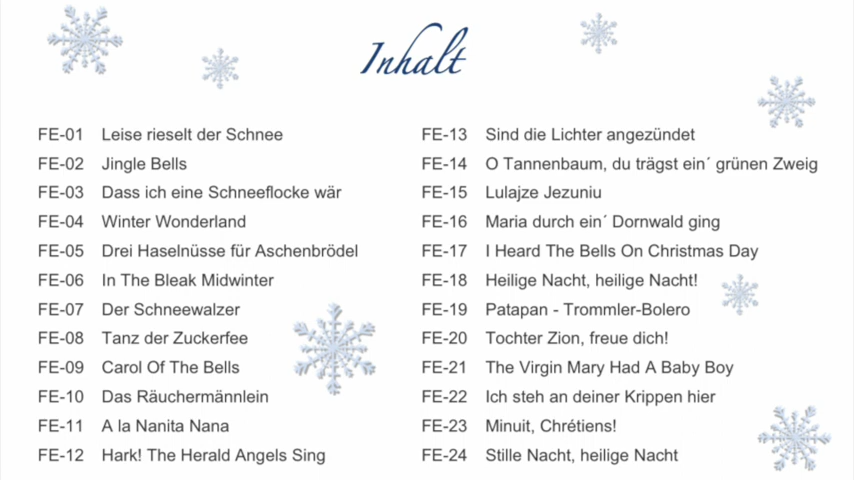 Inhalt
FE-01 Leise rieselt der Schnee
FE-02 Jingle Bells
FE-03 Dass ich eine Schneeflocke wär
FE-04 Winter Wonderland
FE-05 Drei Haselnüsse für Aschenbrödel
FE-06 In The Bleak Midwinter
FE-07 Der Schneewalzer
FE-08 Tanz der Zuckerfee
FE-09 Carol Of The Bells
FE-10 Das Räuchermännlein
FE-11 A la Nanita Nana
FE-12 Hark! The Herald Angels Sing
FE-13 Sind die Lichter angezündet
FE-14 O Tannenbaum, du trägst ein´ grünen Zweig
FE-15 Lulajze Jezuniu
FE-16 Maria durch ein´ Dornwald ging
FE-17 I Heard The Bells On Christmas Day
FE-18 Heilige Nacht, heilige Nacht!
FE-19 Patapan - Trommler-Bolero
FE-20 Tochter Zion, freue dich!
FE-21 The Virgin Mary Had A Baby Boy
FE-22 Ich steh an deiner Krippen hier
FE-23 Minuit, Chrétiens!
FE-24 Stille Nacht, heilige Nacht